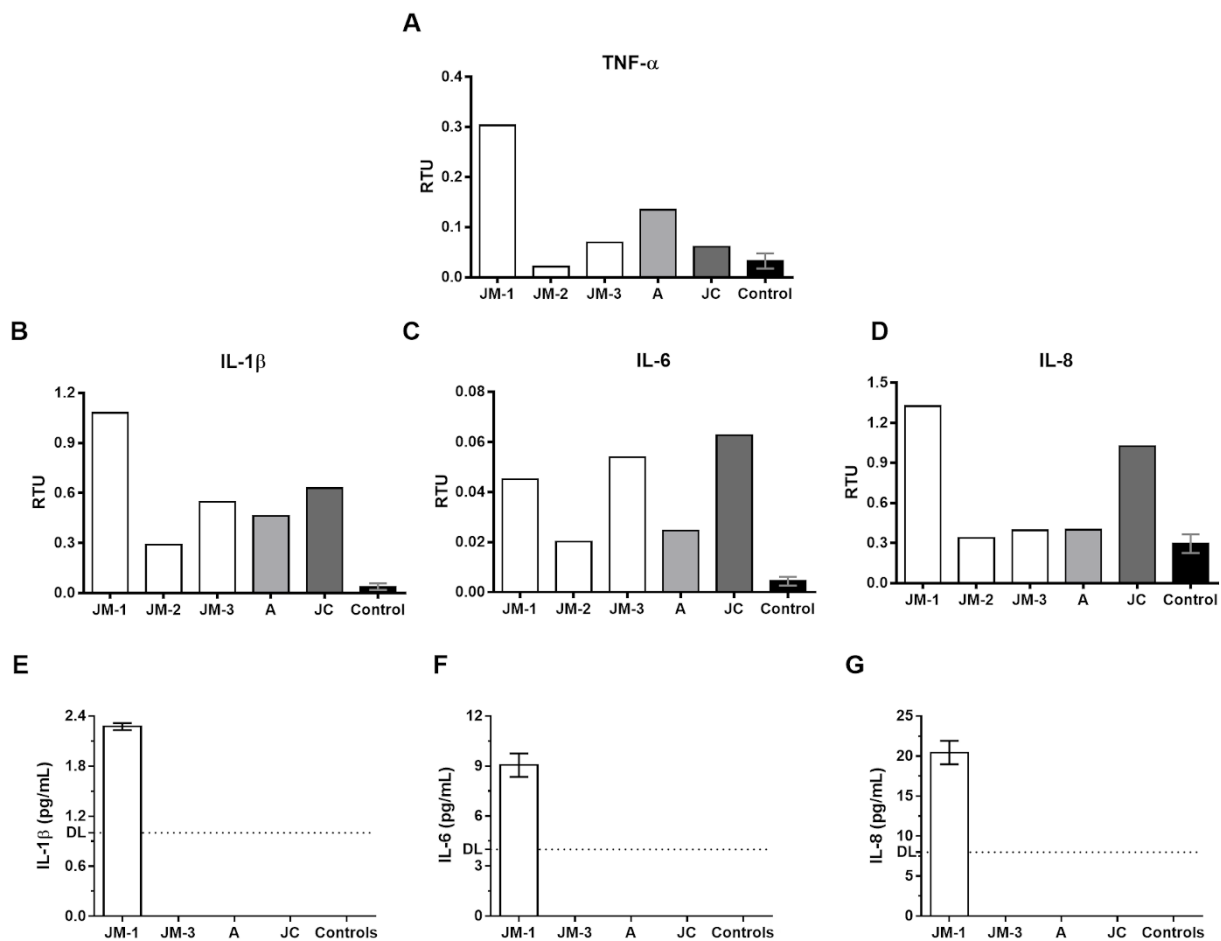 A
TNF-α
RTU
0.4
0.3
0.2
0.1
0.0
JM-1 JM-2 JM-3 A JC Control
B
IL-1β
RTU
1.2
0.9
0.6
0.3
0.0
JM-1 JM-2 JM-3 A JC Control
C
IL-6
RTU
0.08
0.06
0.04
0.02
0.00
JM-1 JM-2 JM-3 A JC Control
D
IL-8
RTU
1.5
1.2
0.9
0.6
0.3
0.0
JM-1 JM-2 JM-3 A JC Control
E
IL-1β (pg/mL)
2.4
1.8
1.2
DL
0.6
0.0
JM-1 JM-3 A JC Controls
F
IL-6 (pg/mL)
12
9
6
DL
3
0
JM-1 JM-3 A JC Controls
G
IL-8 (pg/mL)
25
20
15
10
DL
5
0
JM-1 JM-3 A JC Controls